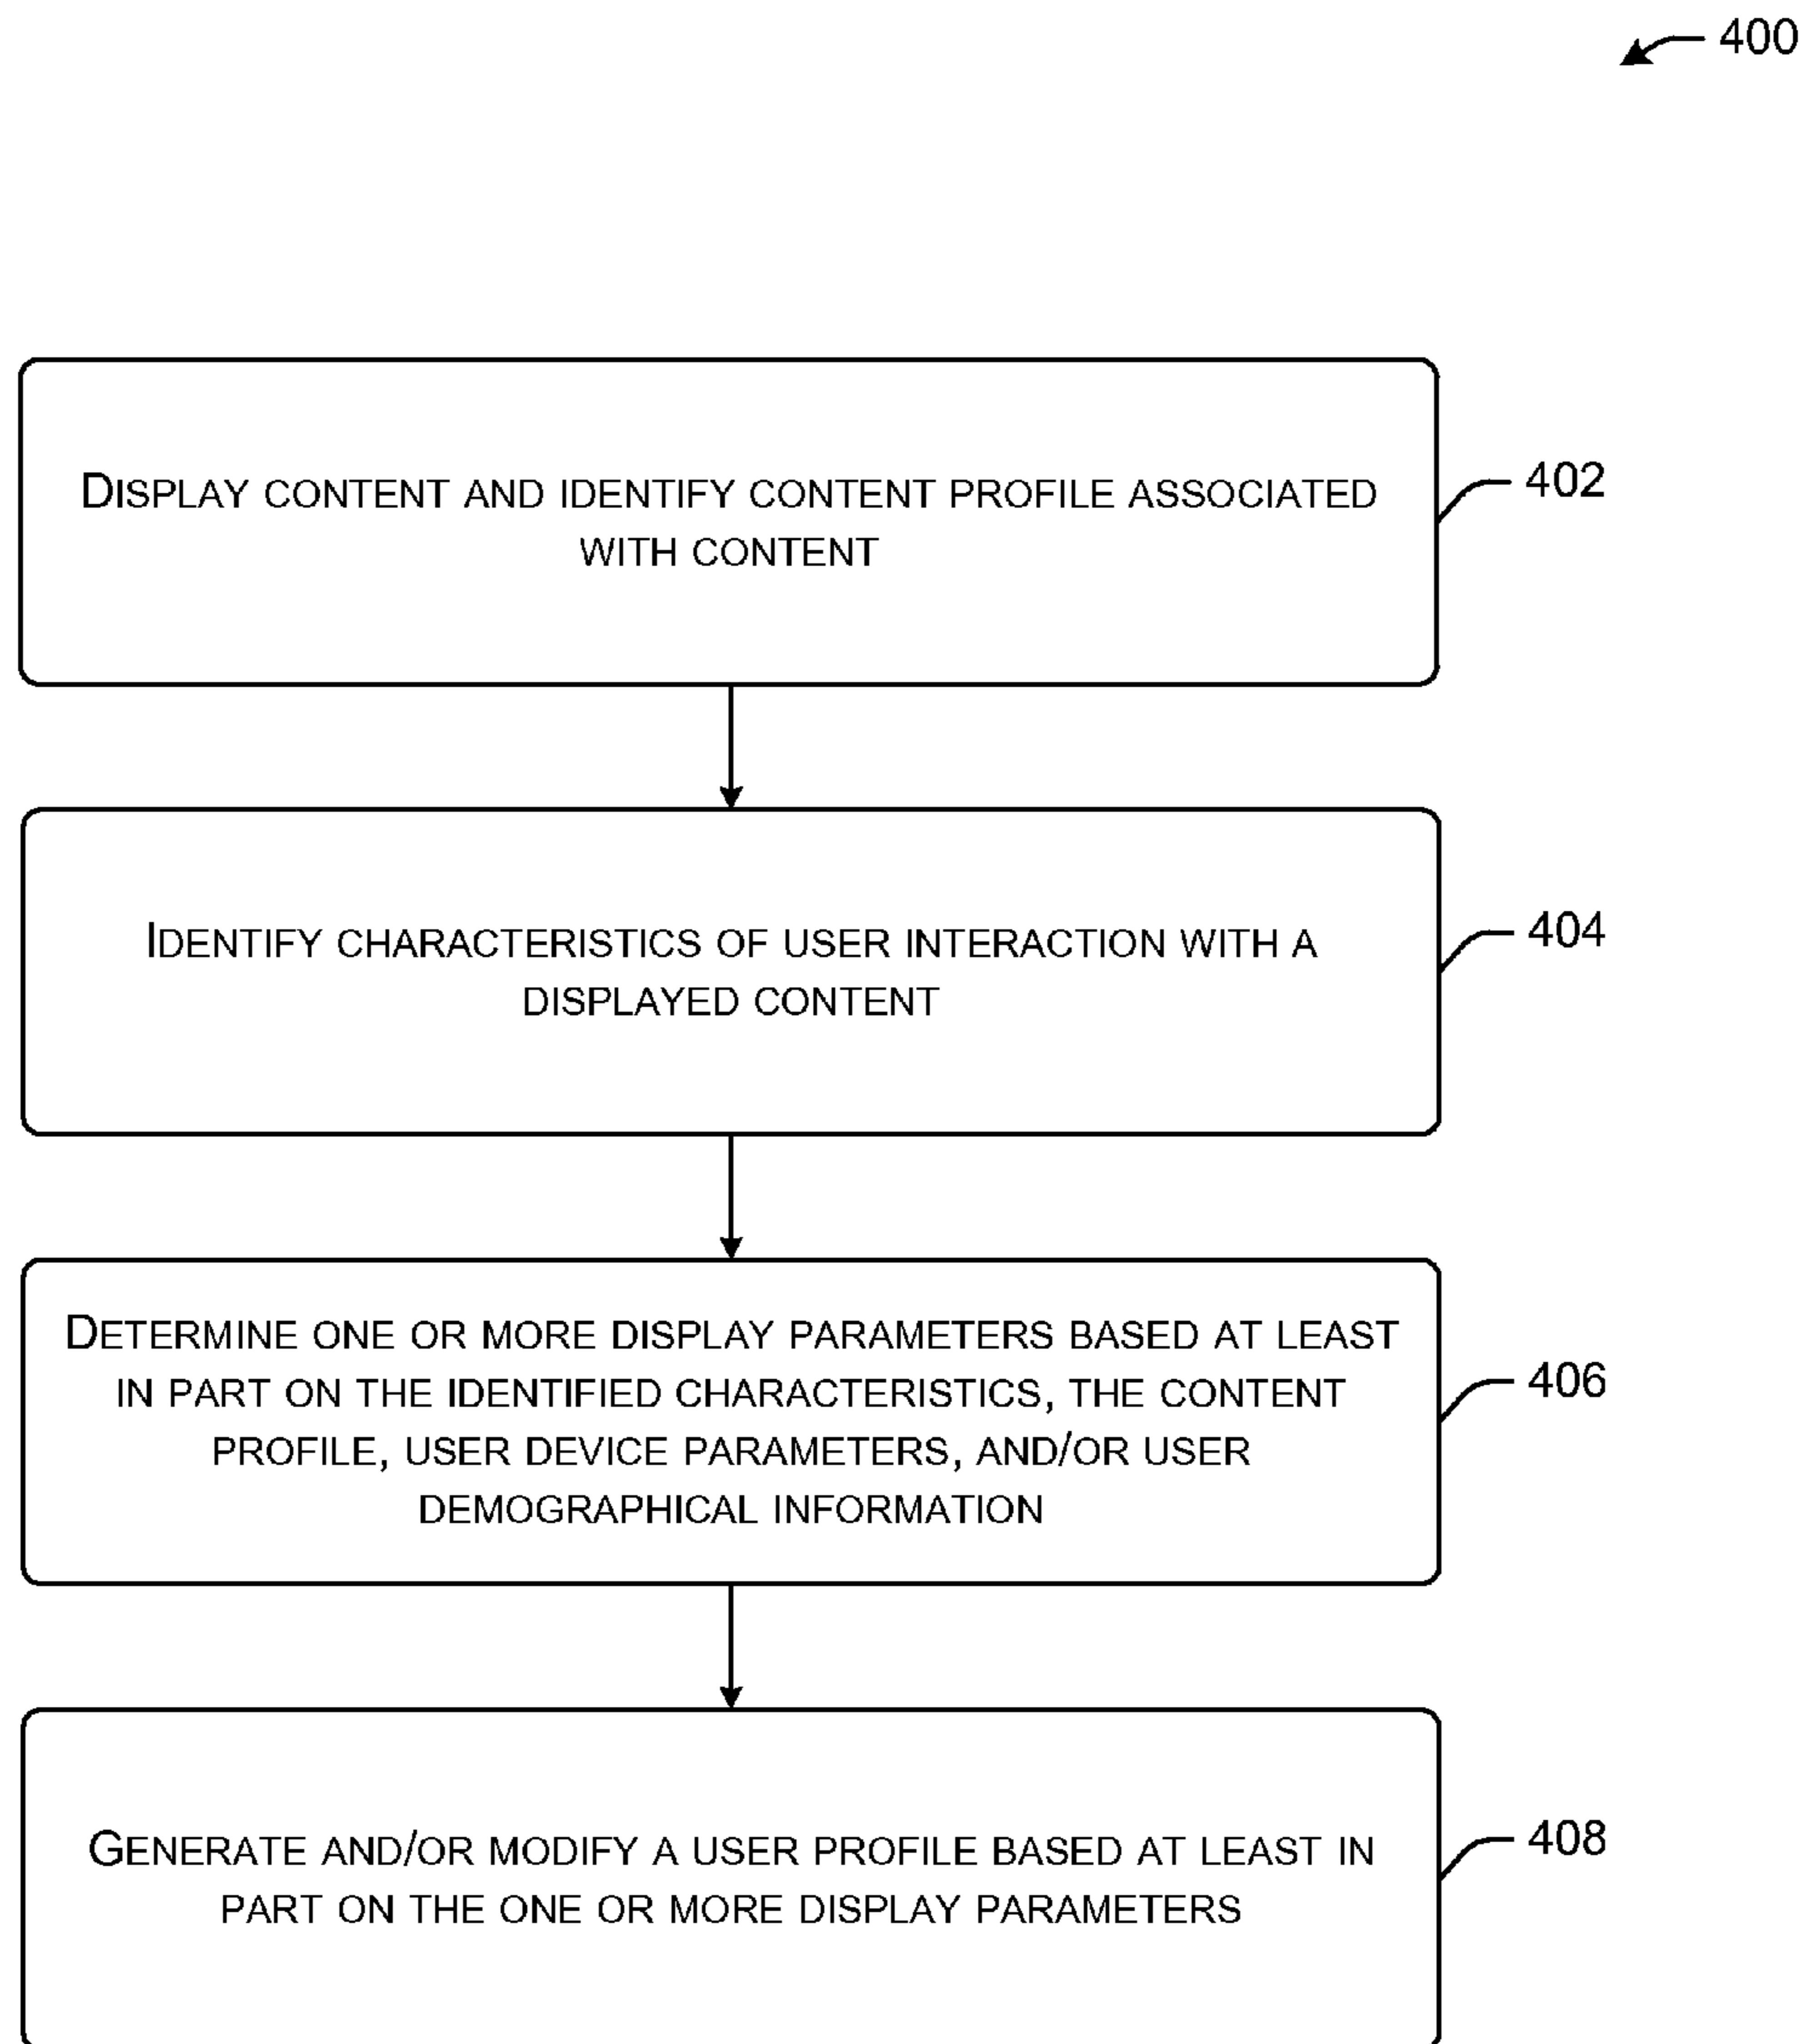 400
DISPLAY CONTENT AND IDENTIFY CONTENT PROFILE ASSOCIATED
WITH CONTENT
402
IDENTIFY CHARACTERISTICS OF USER INTERACTION WITH A
DISPLAYED CONTENT
404
DETERMINE ONE OR MORE DISPLAY PARAMETERS BASED AT LEAST
IN PART ON THE IDENTIFIED CHARACTERISTICS, THE CONTENT
PROFILE, USER DEVICE PARAMETERS, AND/OR USER
DEMOGRAPHICAL INFORMATION
406
GENERATE AND/OR MODIFY A USER PROFILE BASED AT LEAST IN
PART ON THE ONE OR MORE DISPLAY PARAMETERS
408